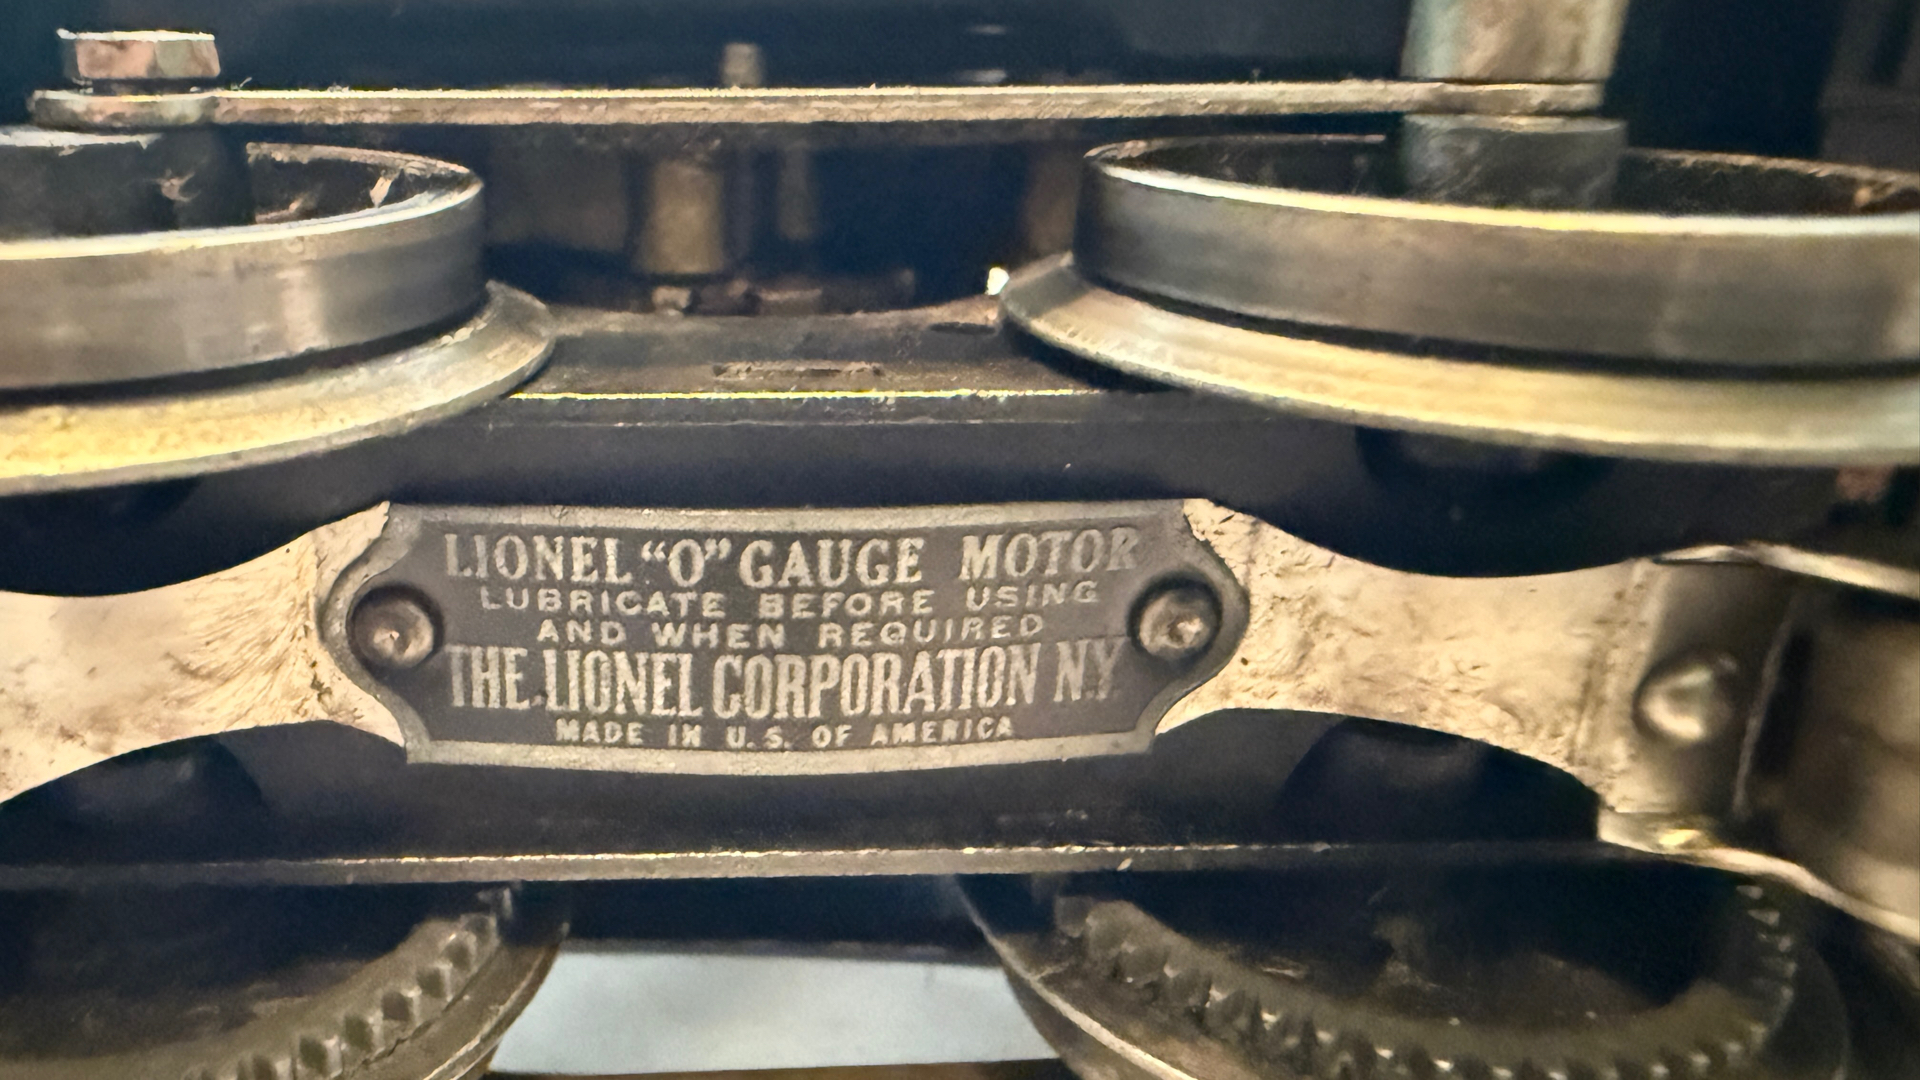 LIONEL “O” GAUGE MOTOR
LUBRICATE BEFORE USING
AND WHEN REQUIRED
THE LIONEL CORPORATION N.Y.
MADE IN U.S. OF AMERICA